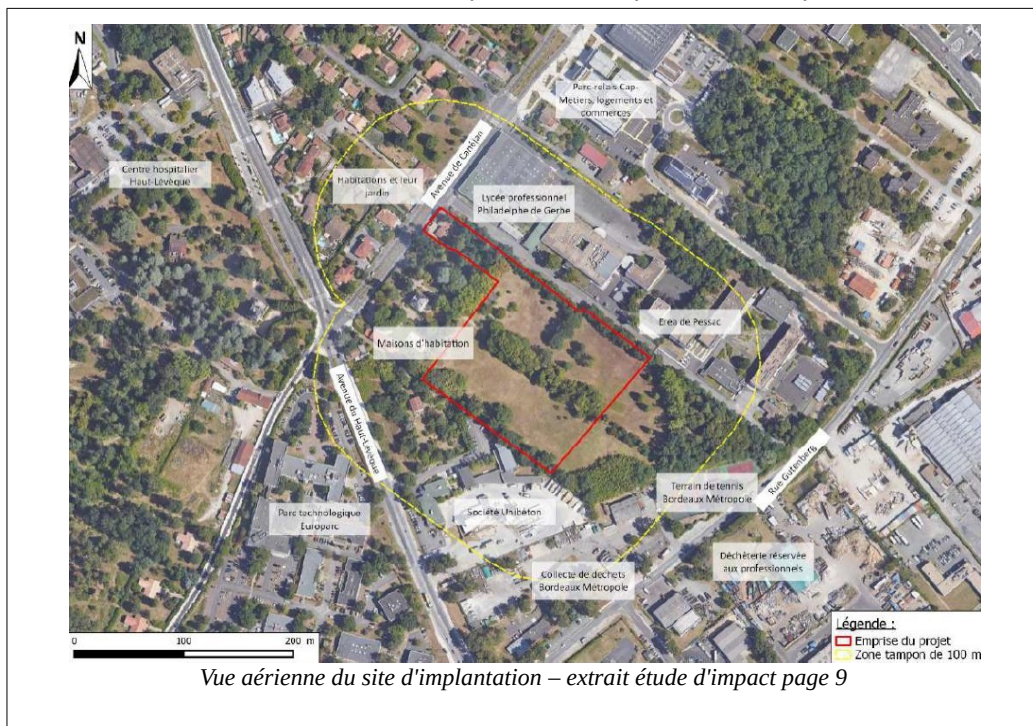 N
Parc relais Cap-
Métiers, logements et
commerces
Centre hospitalier
Haut-Lévêque
Habitations et leur
jardin
Avenue de Canéjan
Lycée professionnel
Philadelphe de Gerbe
Erea de Pessac
Maisons d'habitation
Avenue du Haut-Lévêque
Rue Gutenberg
Terrain de tennis
Bordeaux Métropole
Société Unibéton
Parc technologique
Europarc
Déchèterie réservée
aux professionnels
Collecte de déchets
Bordeaux Métropole
Légende :
Emprise du projet
Zone tampon de 100 m
0 100 200 m
Vue aérienne du site d'implantation – extrait étude d'impact page 9